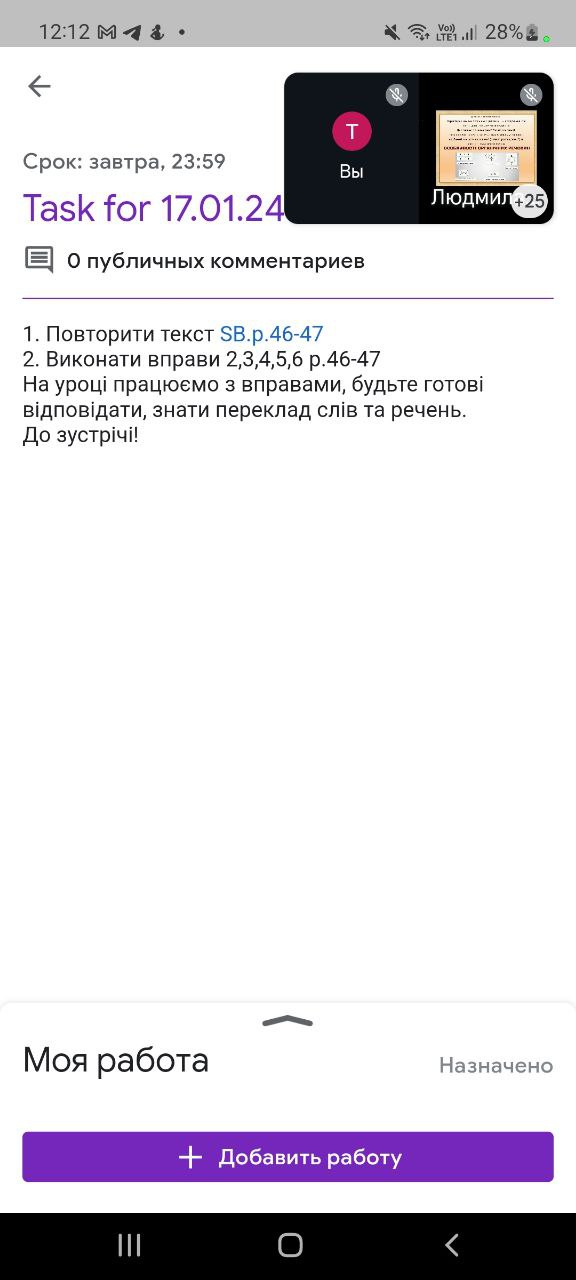 12:12
Vo))
LTE1
28%
Срок: завтра, 23:59
Т
Вы
Людмил
+25
Task for 17.01.24
0 публичных комментариев
1. Повторити текст SB.p.46-47
2. Виконати вправи 2,3,4,5,6 р.46-47
На уроці працюємо з вправами, будьте готові
відповідати, знати переклад слів та речень.
До зустрічі!
Моя работа
Назначено
Добавить работу